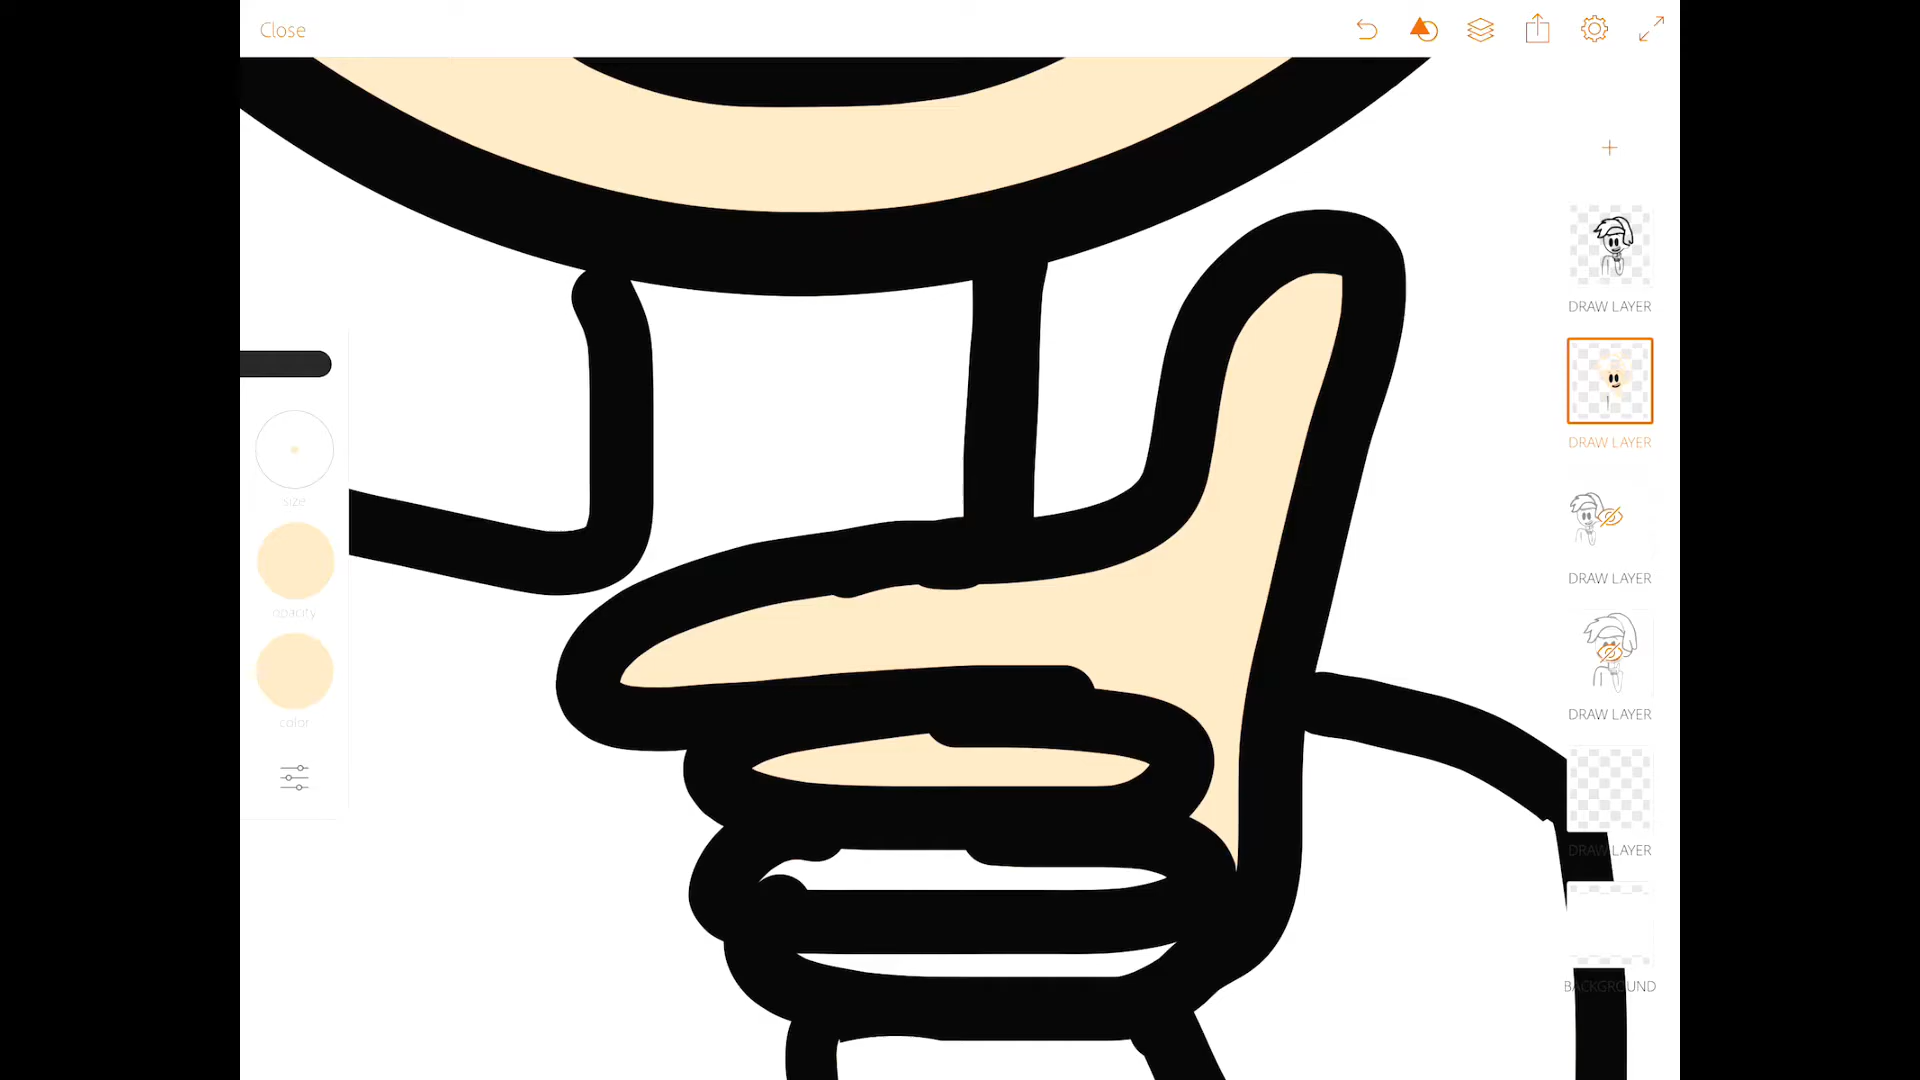 Close
DRAW LAYER
DRAW LAYER
size
DRAW LAYER
opacity
DRAW LAYER
color
DRAW LAYER
BACKGROUND